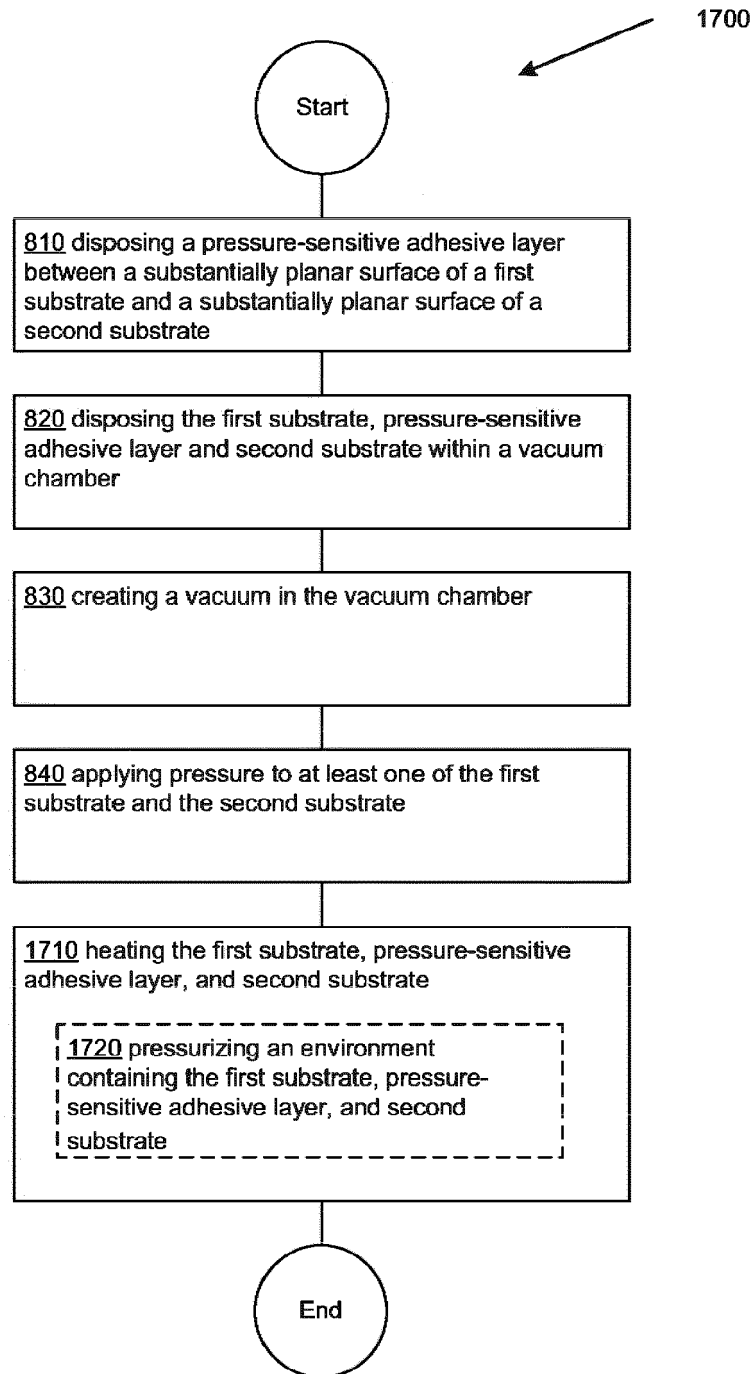 1700
Start
810 disposing a pressure-sensitive adhesive layer
between a substantially planar surface of a first
substrate and a substantially planar surface of a
second substrate
820 disposing the first substrate, pressure-sensitive
adhesive layer and second substrate within a vacuum
chamber
830 creating a vacuum in the vacuum chamber
840 applying pressure to at least one of the first
substrate and the second substrate
1710 heating the first substrate, pressure-sensitive
adhesive layer, and second substrate
1720 pressurizing an environment
containing the first substrate, pressure-
sensitive adhesive layer, and second
substrate
End